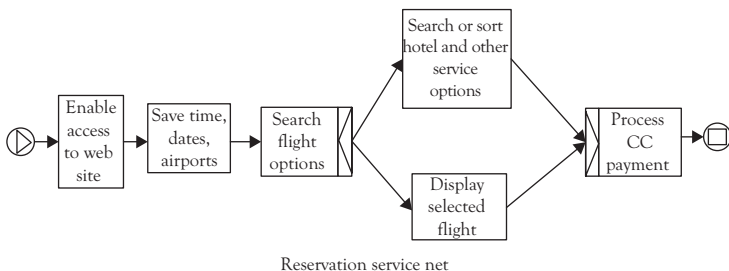 Enable
access
to web
site
Save time,
dates,
airports
Search
flight
options
Search or sort
hotel and other
service
options
Display
selected
flight
Process
CC
payment
Reservation service net